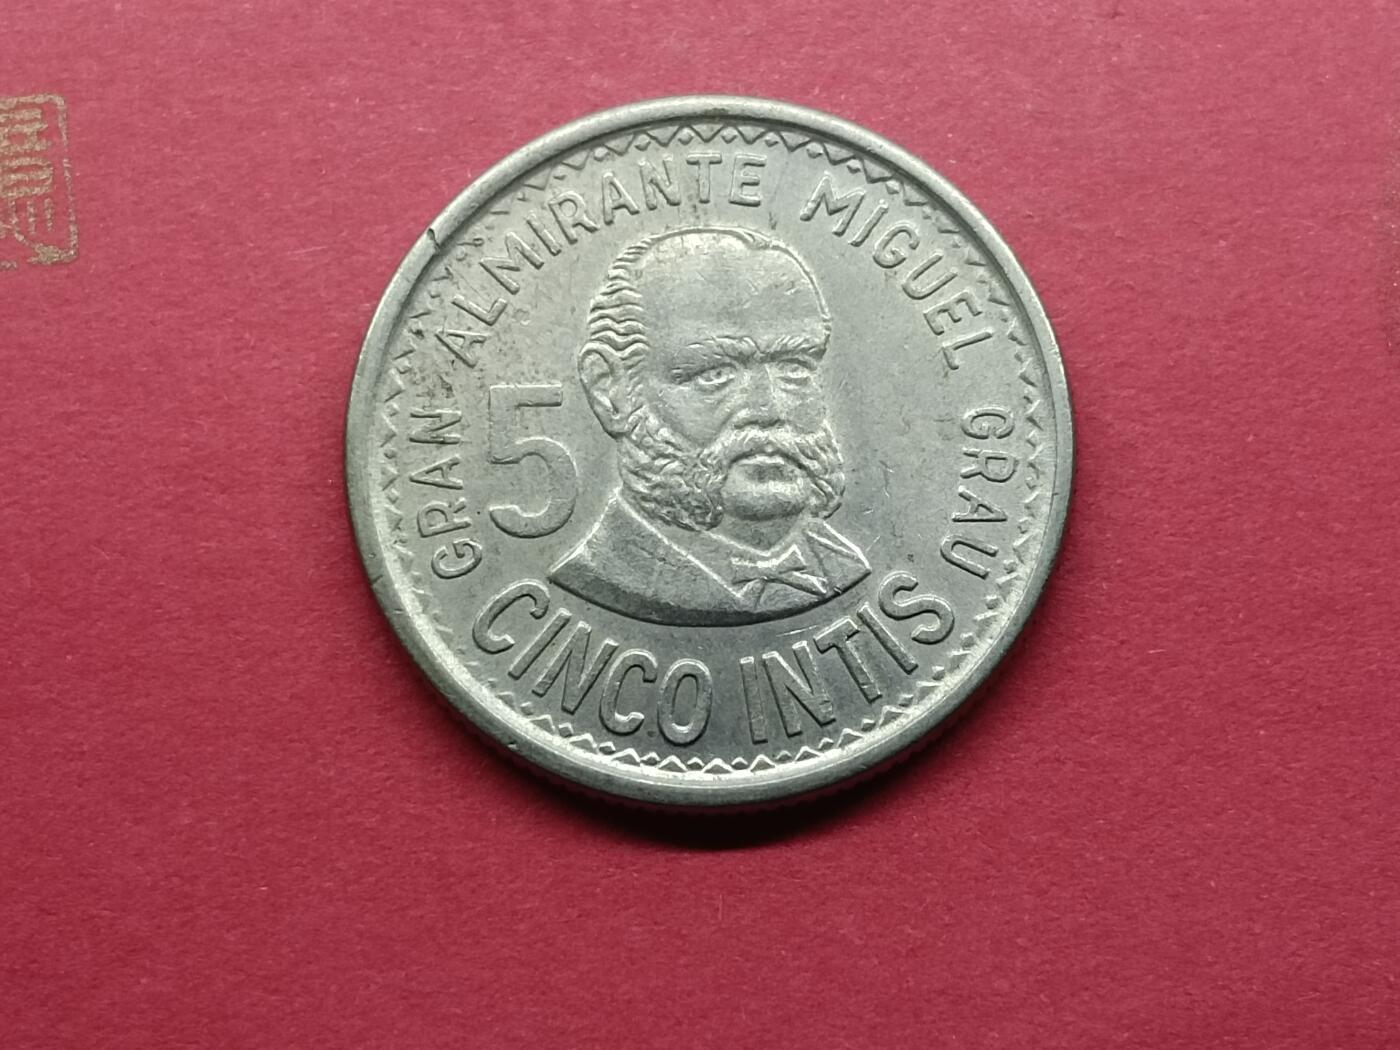 GRAN ALMIRANTE MIGUEL GRAU
5
CINCO INTIS